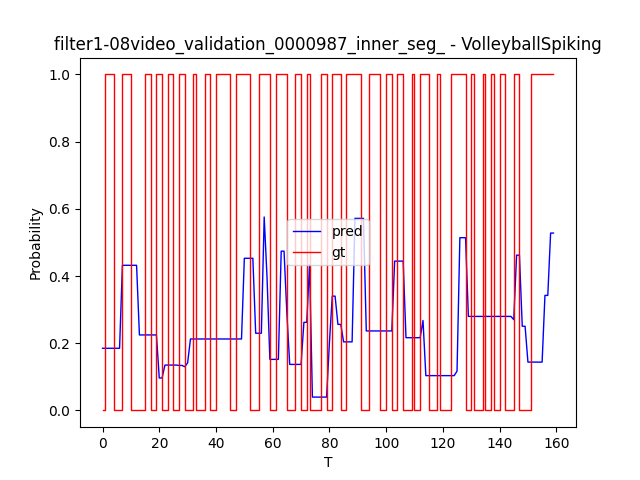 filter1-08video_validation_0000987_inner_seg_ - VolleyballSpiking
1.0
0.8
0.6
0.4
0.2
0.0
Probability
pred
gt
0 20 40 60 80 100 120 140 160
T